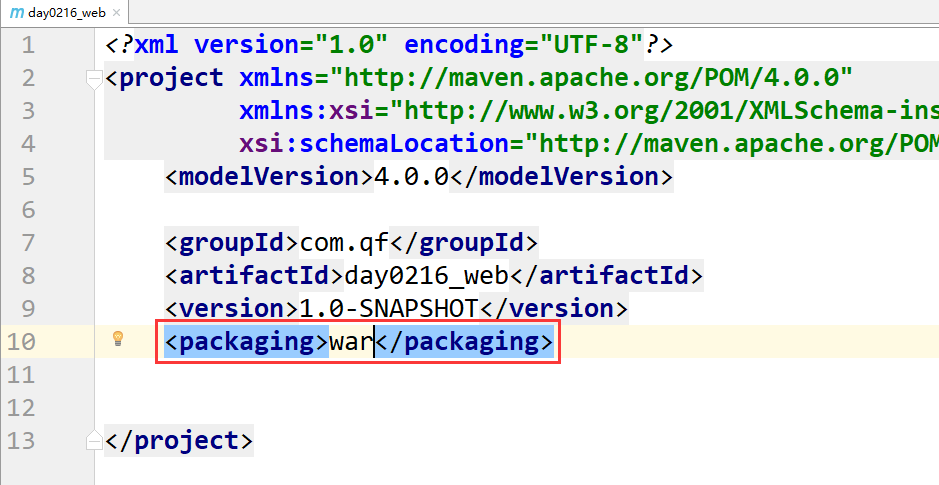 m day0216_web ×
1 <?xml version="1.0" encoding="UTF-8"?>
2 <project xmlns="http://maven.apache.org/POM/4.0.0"
3 xmlns:xsi="http://www.w3.org/2001/XMLSchema-ins
4 xsi:schemaLocation="http://maven.apache.org/POM
5 <modelVersion>4.0.0</modelVersion>
6
7 <groupId>com.qf</groupId>
8 <artifactId>day0216_web</artifactId>
9 <version>1.0-SNAPSHOT</version>
10 <packaging>war</packaging>
11
12
13 </project>